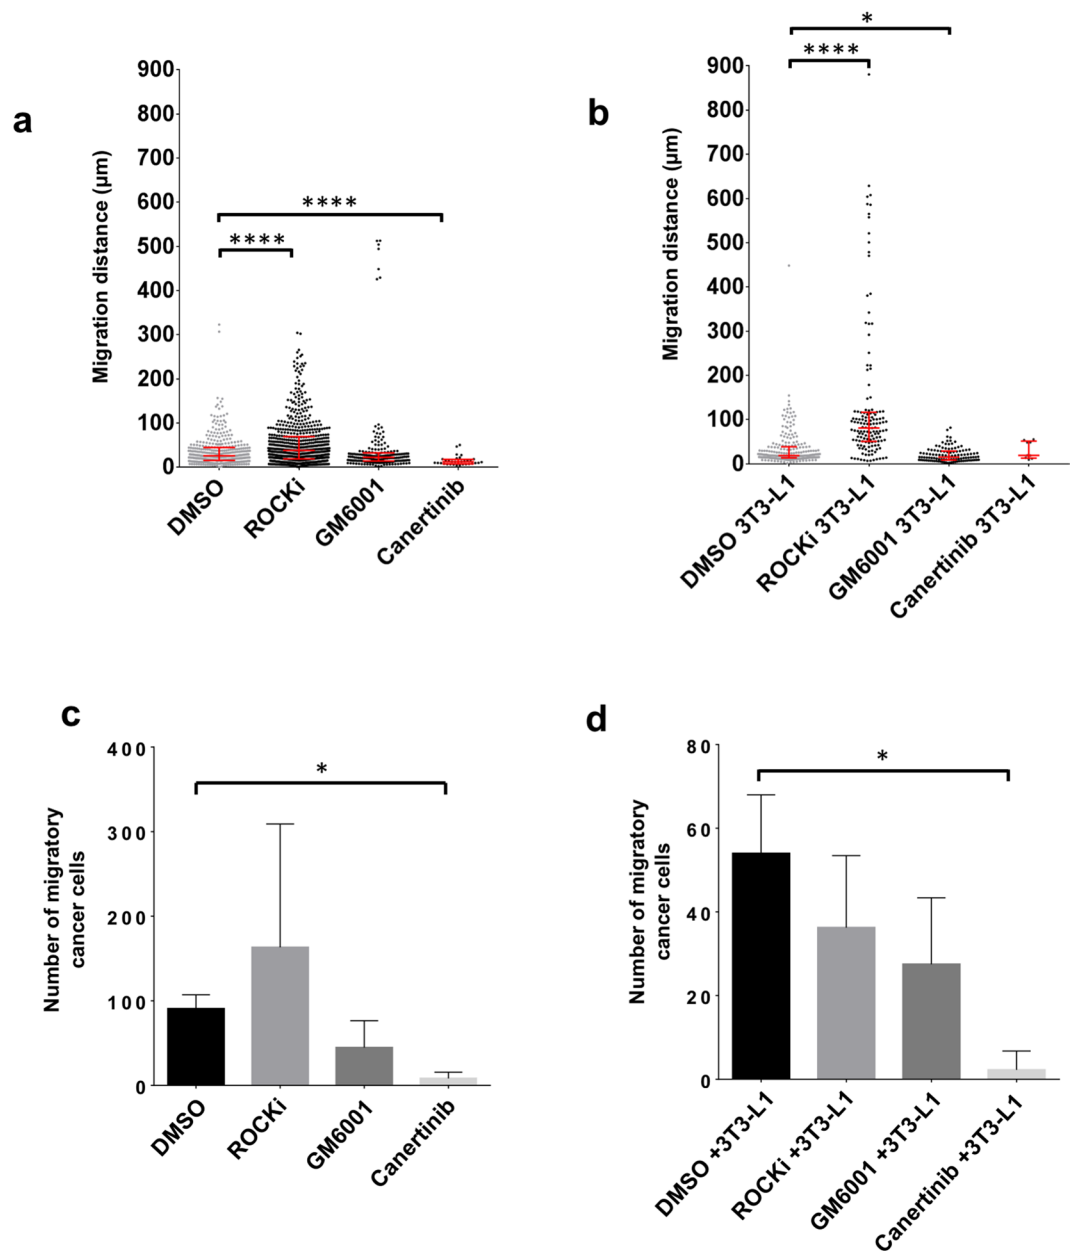 a
Migration distance (µm)
900
800
700
600
500
400
300
200
100
0
****
****
DMSO
ROCKi
GM6001
Canertinib
b
Migration distance (µm)
900
800
700
600
500
400
300
200
100
0
*
****
DMSO 3T3-L1
ROCKi 3T3-L1
GM6001 3T3-L1
Canertinib 3T3-L1
c
Number of migratory
cancer cells
400
300
200
100
0
*
DMSO
ROCKi
GM6001
Canertinib
d
Number of migratory
cancer cells
80
60
40
20
0
*
DMSO +3T3-L1
ROCKi +3T3-L1
GM6001 +3T3-L1
Canertinib +3T3-L1